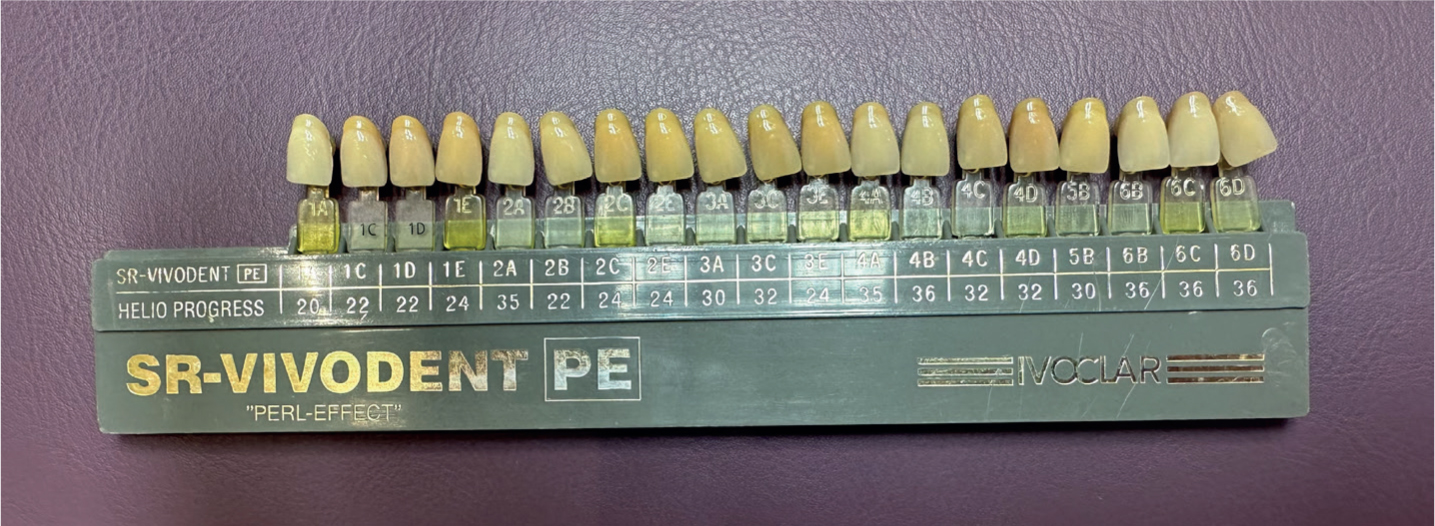 1A 1C 1D 1E 2A 2B 2C 2E 3A 3C 3E 4A 4B 4C 4D 5B 6B 6C 6D
SR-VIVODENT PE 1A 1C 1D 1E 2A 2B 2C 2E 3A 3C 3E 4A 4B 4C 4D 5B 6B 6C 6D
HELIO PROGRESS 20 22 22 24 35 22 24 24 30 32 24 35 36 32 32 30 36 36 36
SR-VIVODENT PE
"PERL-EFFECT"
IVOCLAR